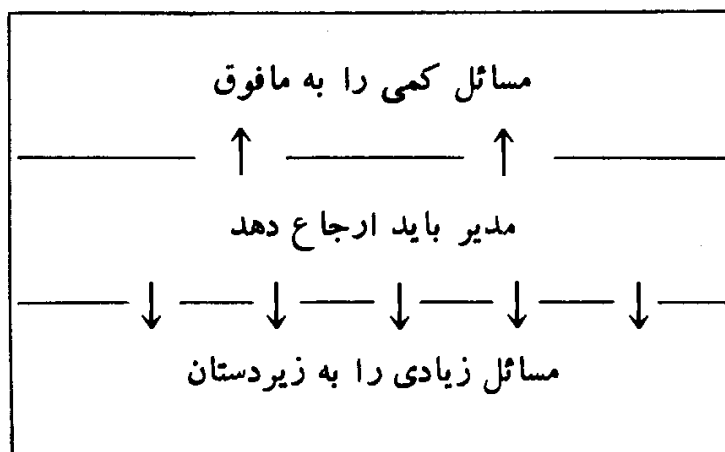 مسائل کمی را به مافوق
مدیر باید ارجاع دهد
مسائل زیادی را به زیردستان